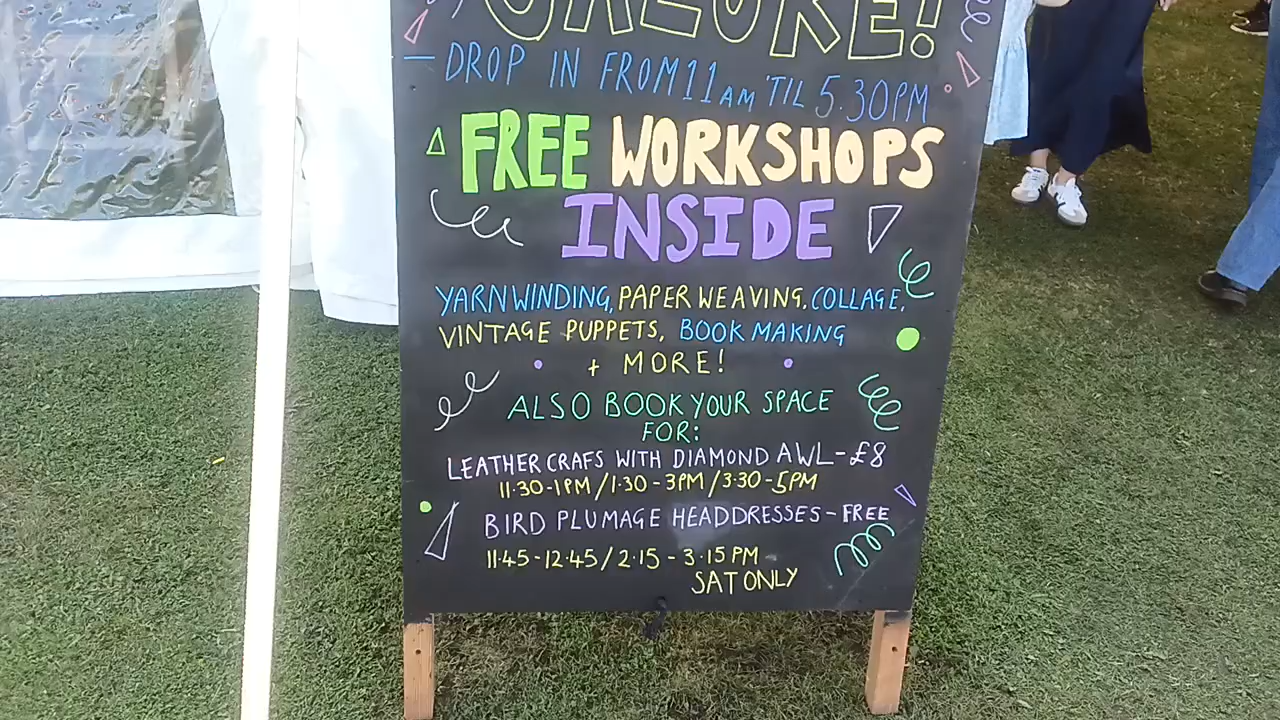 GALORE!
— DROP IN FROM 11AM 'TIL 5.30PM
FREE WORKSHOPS
INSIDE
YARN WINDING, PAPER WEAVING, COLLAGE,
VINTAGE PUPPETS, BOOK MAKING
+ MORE!
ALSO BOOK YOUR SPACE
FOR:
LEATHER CRAFS WITH DIAMOND AWL - £8
11.30-1PM / 1.30 - 3PM / 3.30 - 5PM
BIRD PLUMAGE HEADDRESSES - FREE
11.45 - 12.45 / 2.15 - 3.15 PM
SAT ONLY